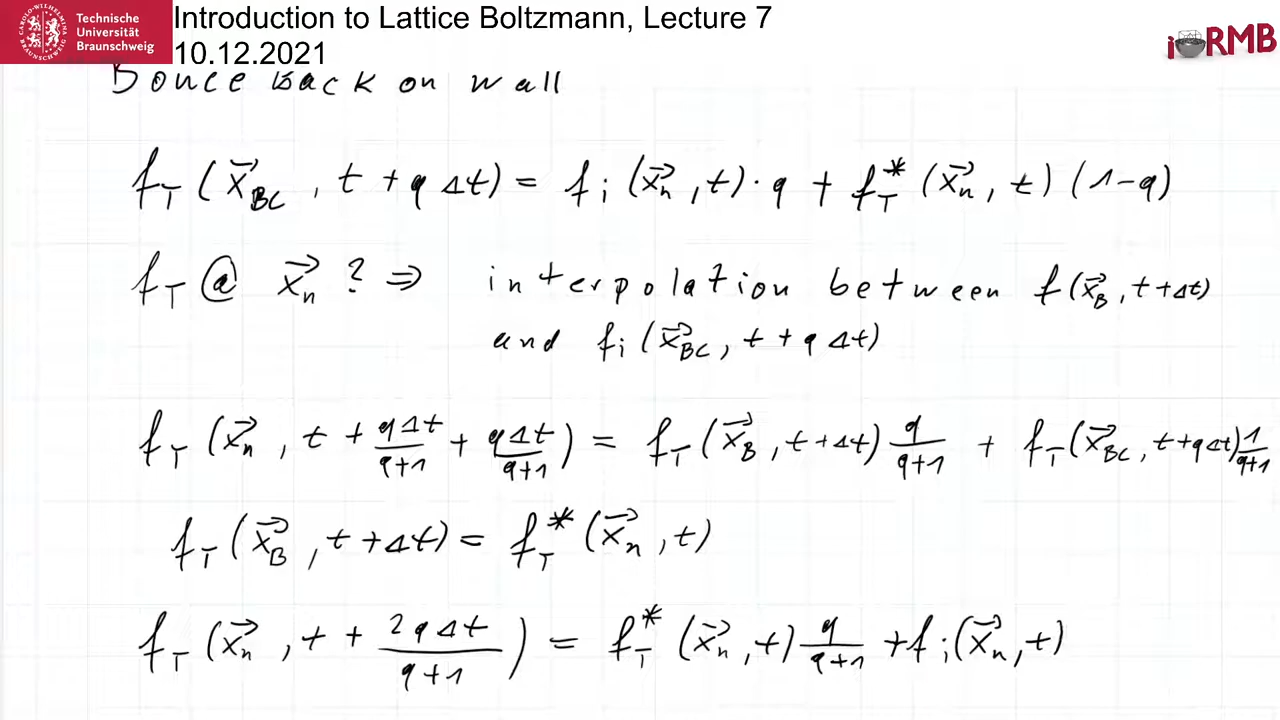 Technische
Universität
Braunschweig
Introduction to Lattice Boltzmann, Lecture 7
10.12.2021
iRMB
Bounce back on wall
f_T (x⃗_BC , t + q Δt) = f_i (x⃗_n , t) · q + f_T^* (x⃗_n , t) (1-q)
f_T @ x⃗_n ? ⇒ interpolation between f(x⃗_B , t+Δt)
and f_i (x⃗_BC , t + q Δt)
f_T (x⃗_n , t + qΔt/(q+1) + qΔt/(q+1)) = f_T (x⃗_B , t+Δt) q/(q+1) + f_T (x⃗_BC , t+qΔt) 1/(q+1)
f_T (x⃗_B , t+Δt) = f_T^* (x⃗_n , t)
f_T (x⃗_n , t + 2qΔt/(q+1)) = f_T^* (x⃗_n , t) q/(q+1) + f_i (x⃗_n , t)